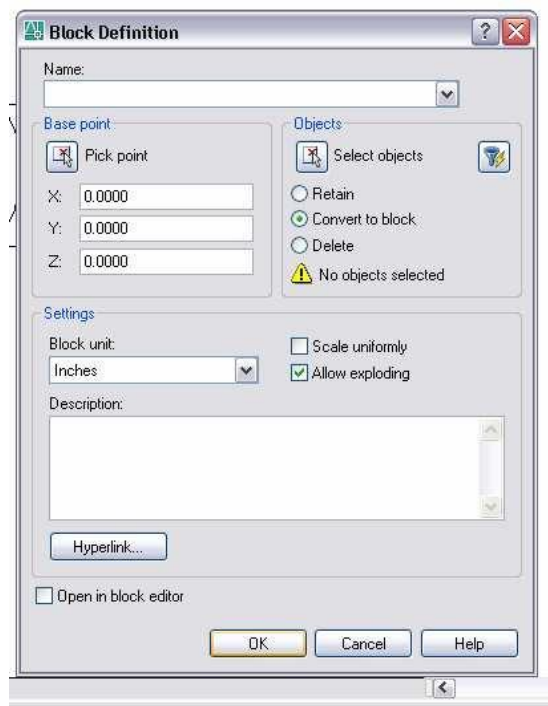 Block Definition
Name:
Base point
Pick point
X: 0.0000
Y: 0.0000
Z: 0.0000
Objects
Select objects
Retain
Convert to block
Delete
No objects selected
Settings
Block unit:
Inches
Scale uniformly
Allow exploding
Description:
Hyperlink...
Open in block editor
OK
Cancel
Help